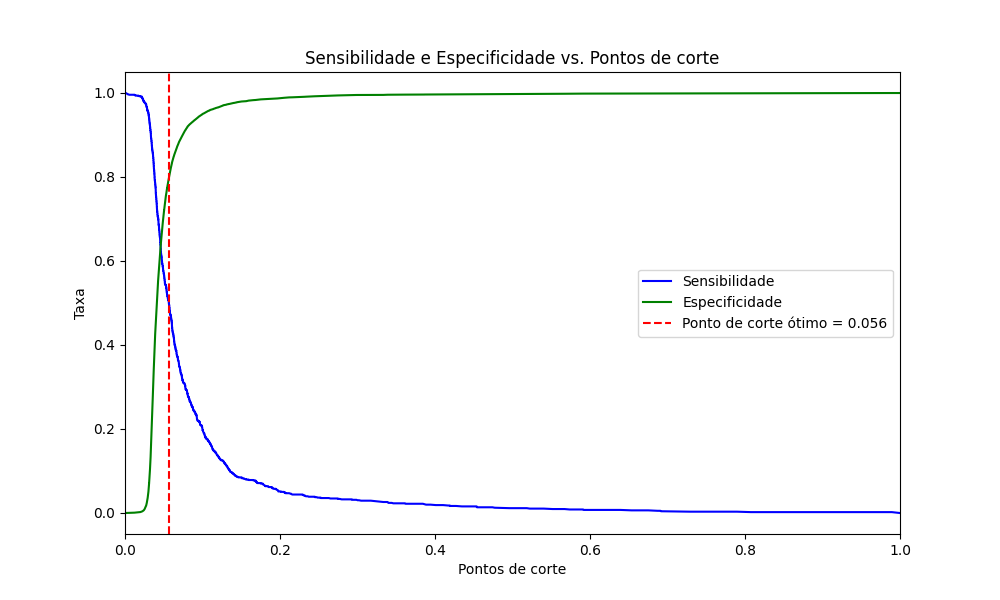 Sensibilidade e Especificidade vs. Pontos de corte
Taxa
1.0
0.8
0.6
0.4
0.2
0.0
Sensibilidade
Especificidade
Ponto de corte ótimo = 0.056
0.0 0.2 0.4 0.6 0.8 1.0
Pontos de corte